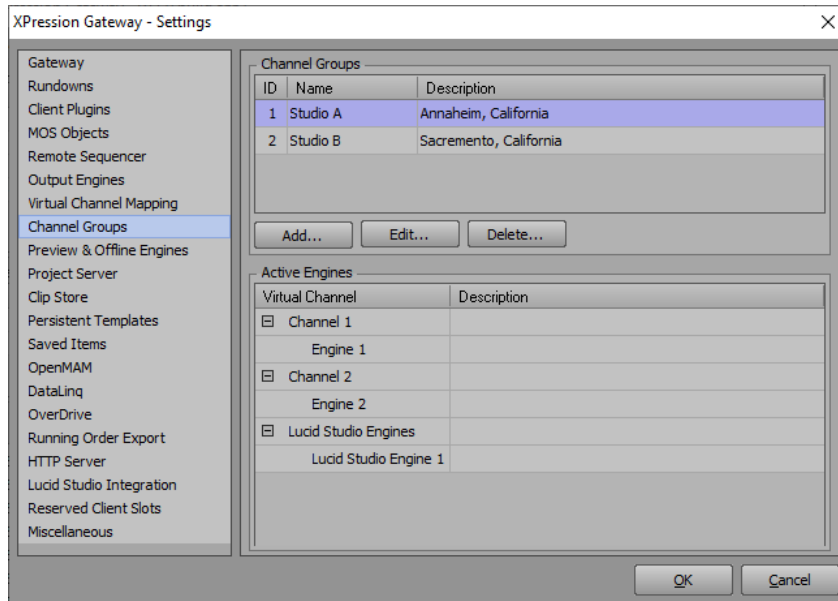 XPression Gateway - Settings
Gateway
Rundowns
Client Plugins
MOS Objects
Remote Sequencer
Output Engines
Virtual Channel Mapping
Channel Groups
Preview & Offline Engines
Project Server
Clip Store
Persistent Templates
Saved Items
OpenMAM
DataLinq
OverDrive
Running Order Export
HTTP Server
Lucid Studio Integration
Reserved Client Slots
Miscellaneous
Channel Groups
ID Name Description
1 Studio A Annaheim, California
2 Studio B Sacremento, California
Add... Edit... Delete...
Active Engines
Virtual Channel Description
Channel 1
Engine 1
Channel 2
Engine 2
Lucid Studio Engines
Lucid Studio Engine 1
OK Cancel